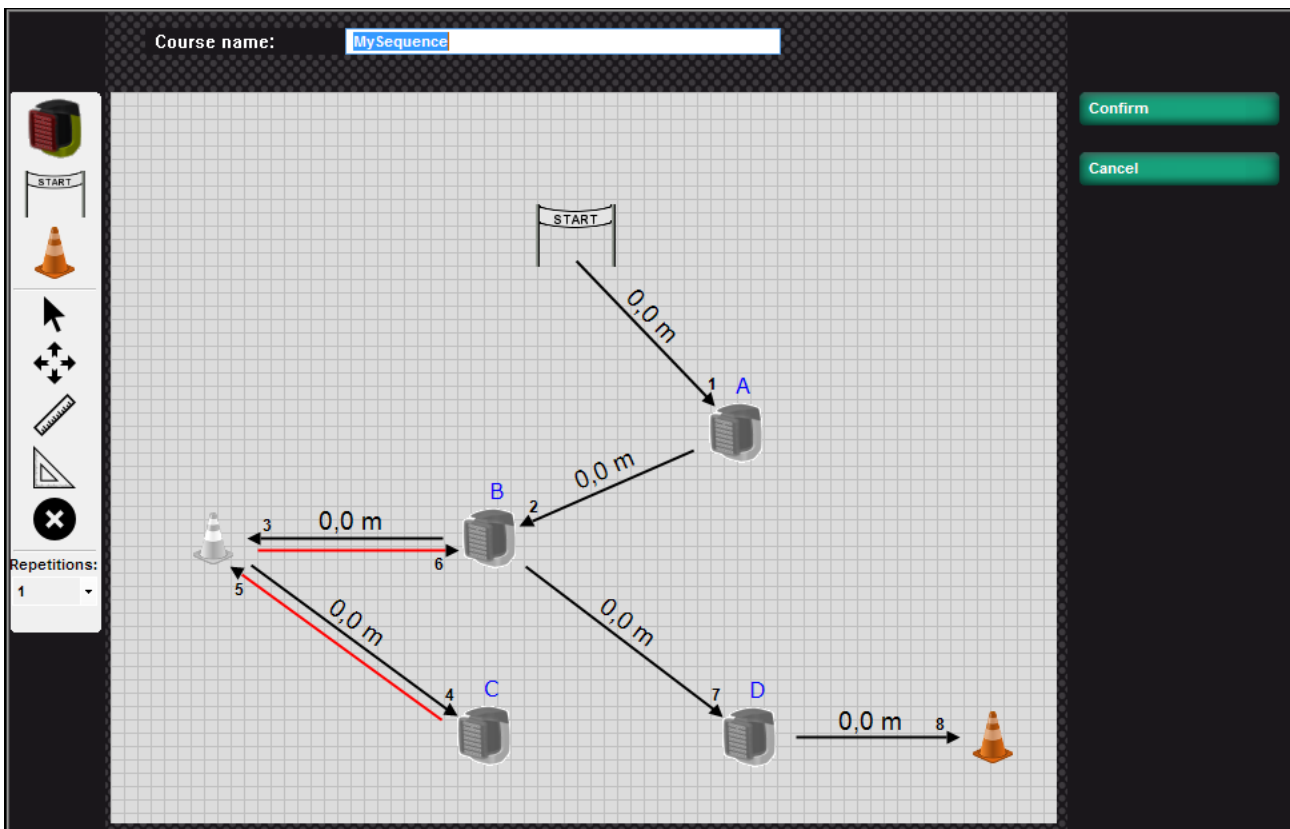 Course name: MySequence
Confirm
Cancel
START
START
0,0 m
1 A
0,0 m
B
2
3 0,0 m
6
5
0,0 m
0,0 m
4 C
7 D
0,0 m 8
Repetitions:
1